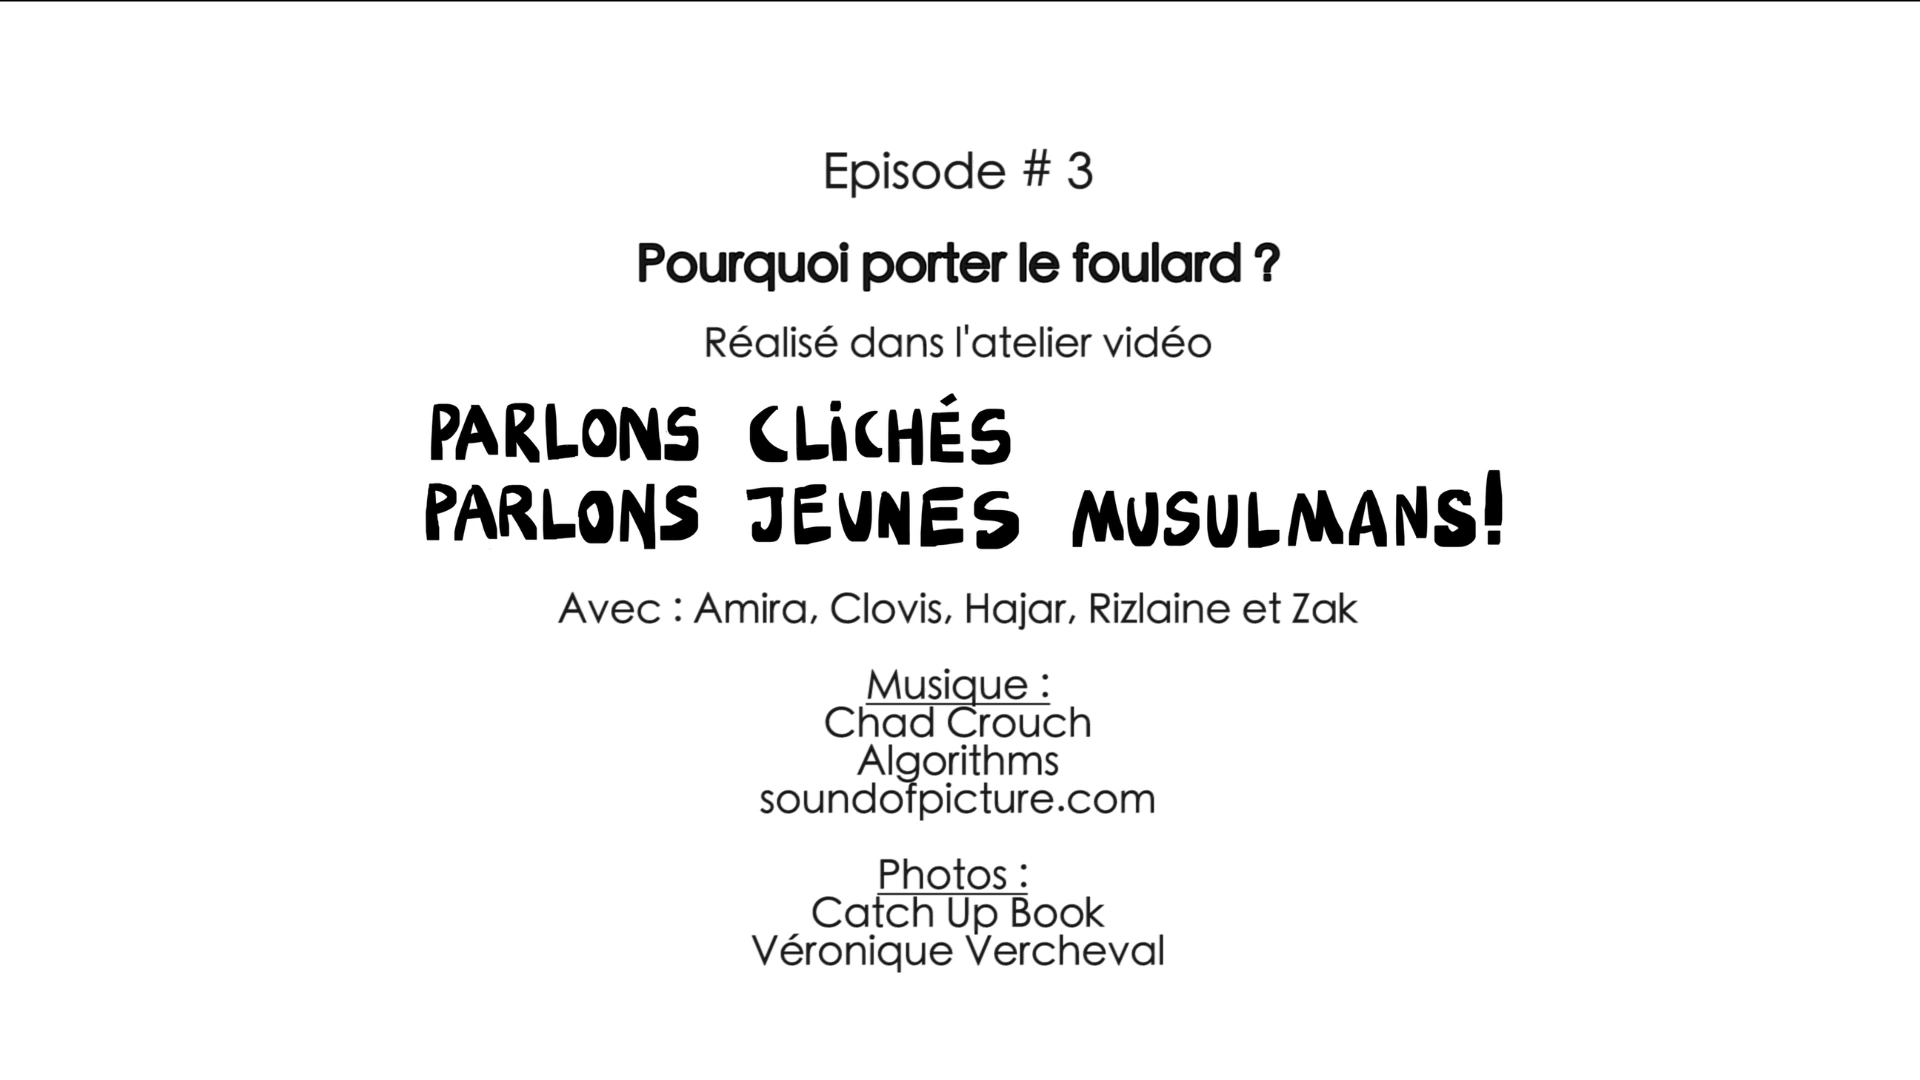 Episode # 3
Pourquoi porter le foulard ?
Réalisé dans l'atelier vidéo
PARLONS CLiCHÉS
PARLONS JEUNES MUSULMANS!
Avec : Amira, Clovis, Hajar, Rizlaine et Zak
Musique :
Chad Crouch
Algorithms
soundofpicture.com
Photos :
Catch Up Book
Véronique Vercheval